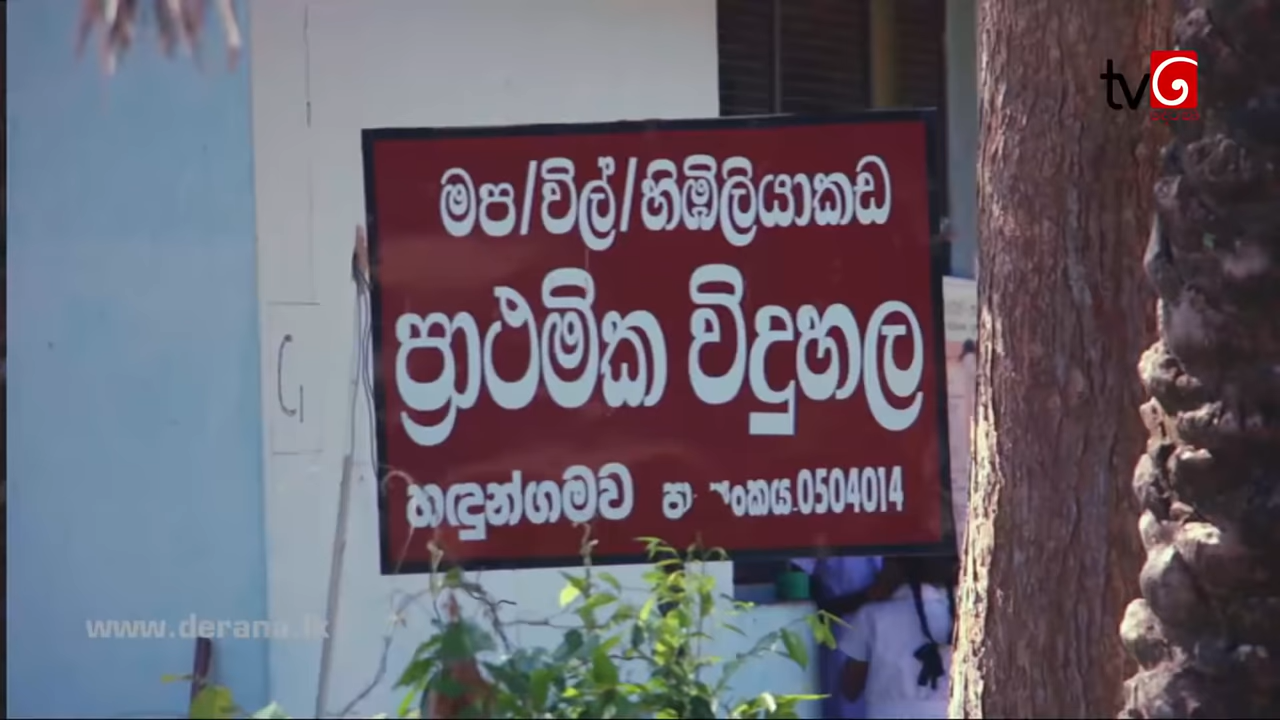 tv
මප/විල්/හිඹිලියාකඩ
ප්‍රාථමික විදුහල
හඳුන්ගමව 0504014
www.derana.lk